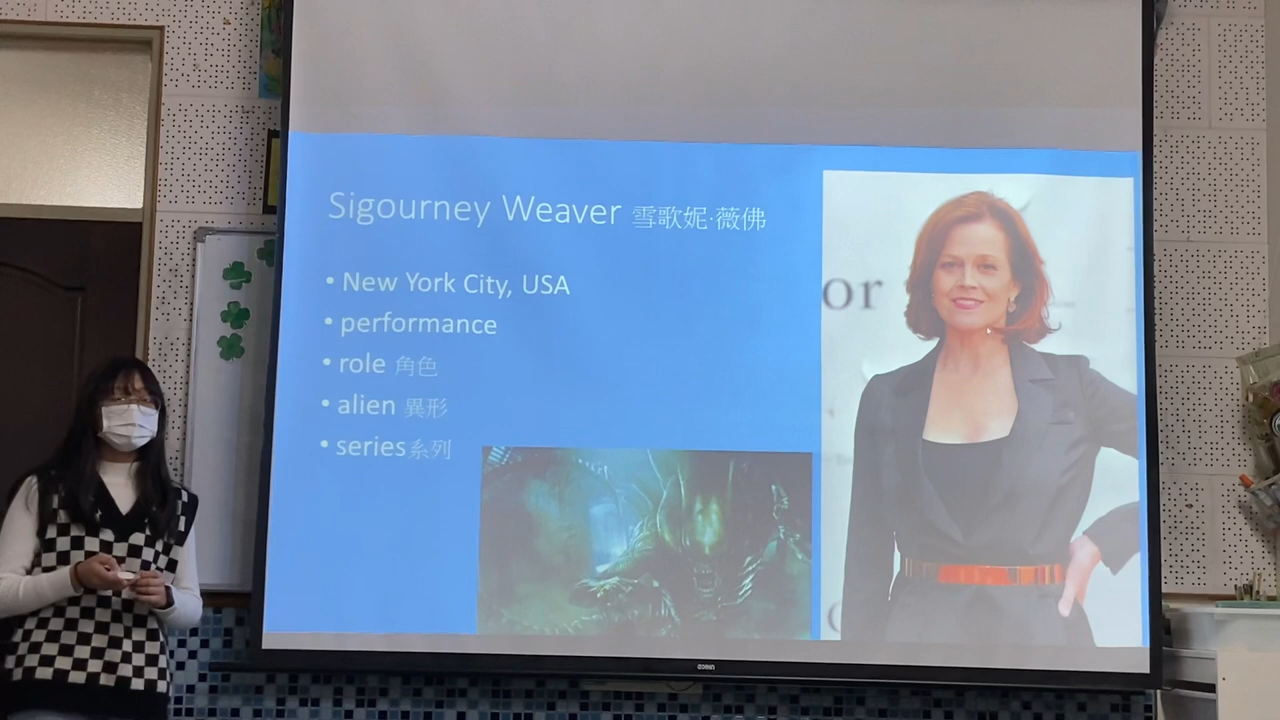 Sigourney Weaver 雪歌妮·薇佛
• New York City, USA
• performance
• role 角色
• alien 異形
• series系列
or